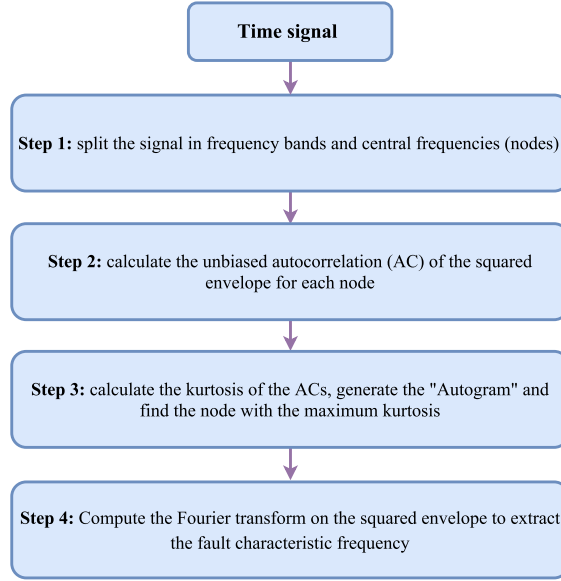 Time signal
Step 1: split the signal in frequency bands and central frequencies (nodes)
Step 2: calculate the unbiased autocorrelation (AC) of the squared
envelope for each node
Step 3: calculate the kurtosis of the ACs, generate the "Autogram" and
find the node with the maximum kurtosis
Step 4: Compute the Fourier transform on the squared envelope to extract
the fault characteristic frequency